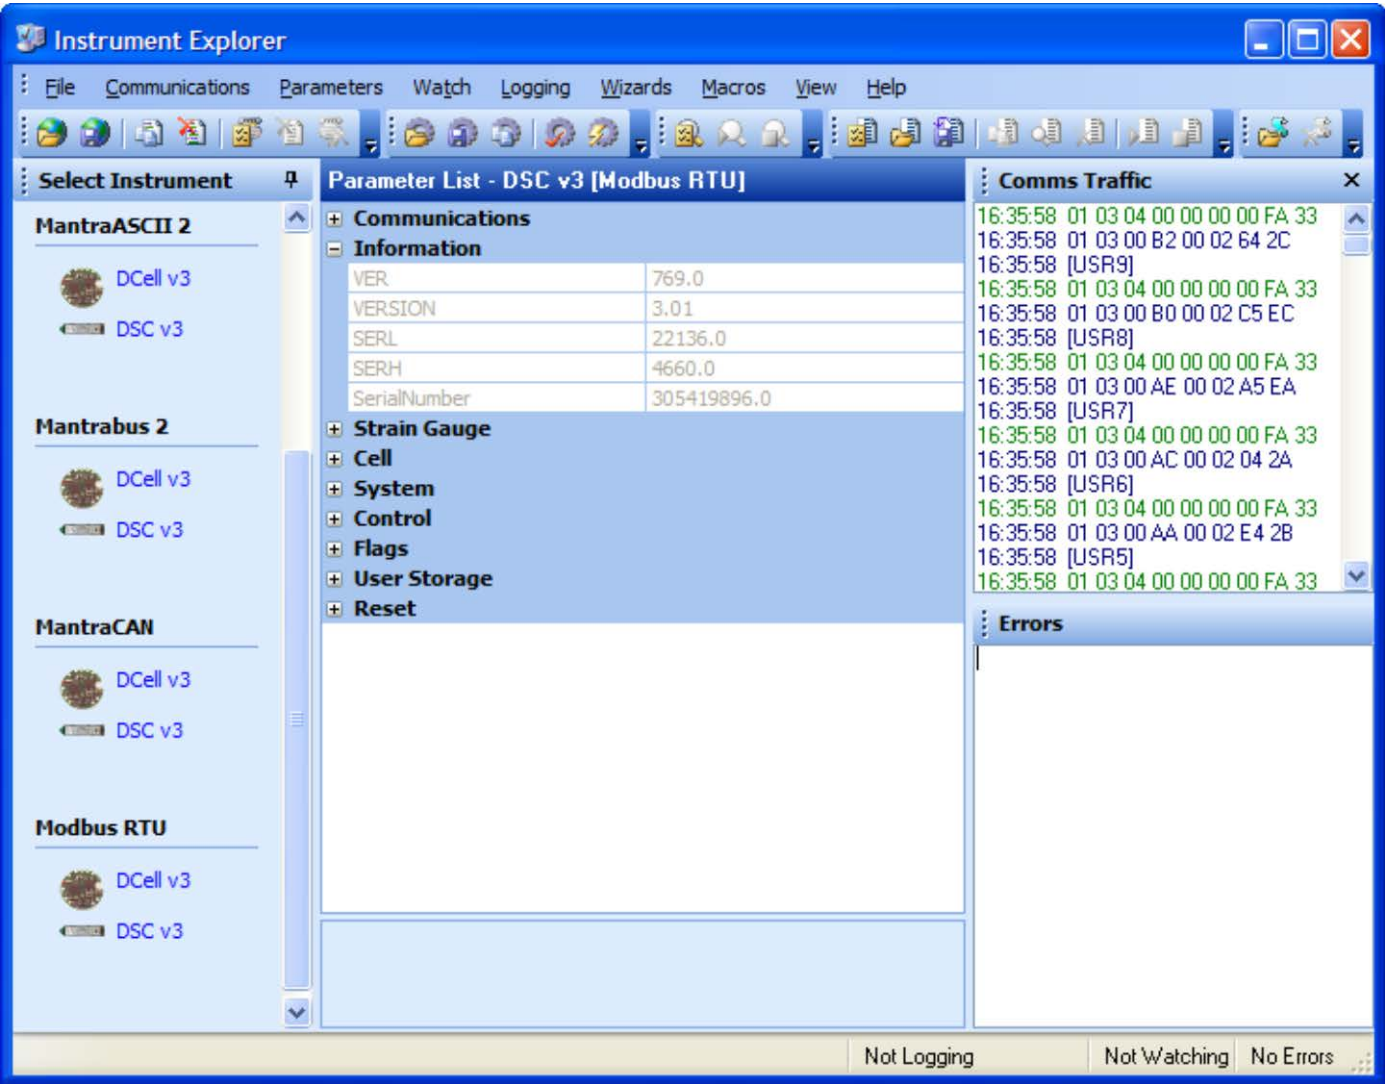 Instrument Explorer
File Communications Parameters Watch Logging Wizards Macros View Help
Select Instrument
MantraASCII 2
DCell v3
DSC v3
Mantrabus 2
DCell v3
DSC v3
MantraCAN
DCell v3
DSC v3
Modbus RTU
DCell v3
DSC v3
Parameter List - DSC v3 [Modbus RTU]
Communications
Information
VER 769.0
VERSION 3.01
SERL 22136.0
SERH 4660.0
SerialNumber 305419896.0
Strain Gauge
Cell
System
Control
Flags
User Storage
Reset
Comms Traffic
16:35:58 01 03 04 00 00 00 00 FA 33
16:35:58 01 03 00 B2 00 02 64 2C
16:35:58 [USR9]
16:35:58 01 03 04 00 00 00 00 FA 33
16:35:58 01 03 00 B0 00 02 C5 EC
16:35:58 [USR8]
16:35:58 01 03 04 00 00 00 00 FA 33
16:35:58 01 03 00 AE 00 02 A5 EA
16:35:58 [USR7]
16:35:58 01 03 04 00 00 00 00 FA 33
16:35:58 01 03 00 AC 00 02 04 2A
16:35:58 [USR6]
16:35:58 01 03 04 00 00 00 00 FA 33
16:35:58 01 03 00 AA 00 02 E4 2B
16:35:58 [USR5]
16:35:58 01 03 04 00 00 00 00 FA 33
Errors
Not Logging Not Watching No Errors